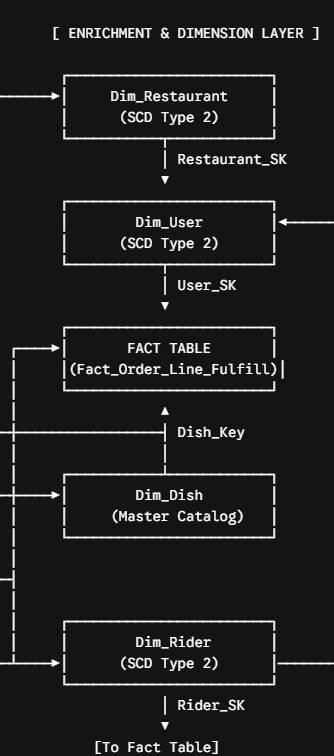 [ ENRICHMENT & DIMENSION LAYER ]
Dim_Restaurant
(SCD Type 2)
Restaurant_SK
Dim_User
(SCD Type 2)
User_SK
FACT TABLE
(Fact_Order_Line_Fulfill)
Dish_Key
Dim_Dish
(Master Catalog)
Dim_Rider
(SCD Type 2)
Rider_SK
[To Fact Table]